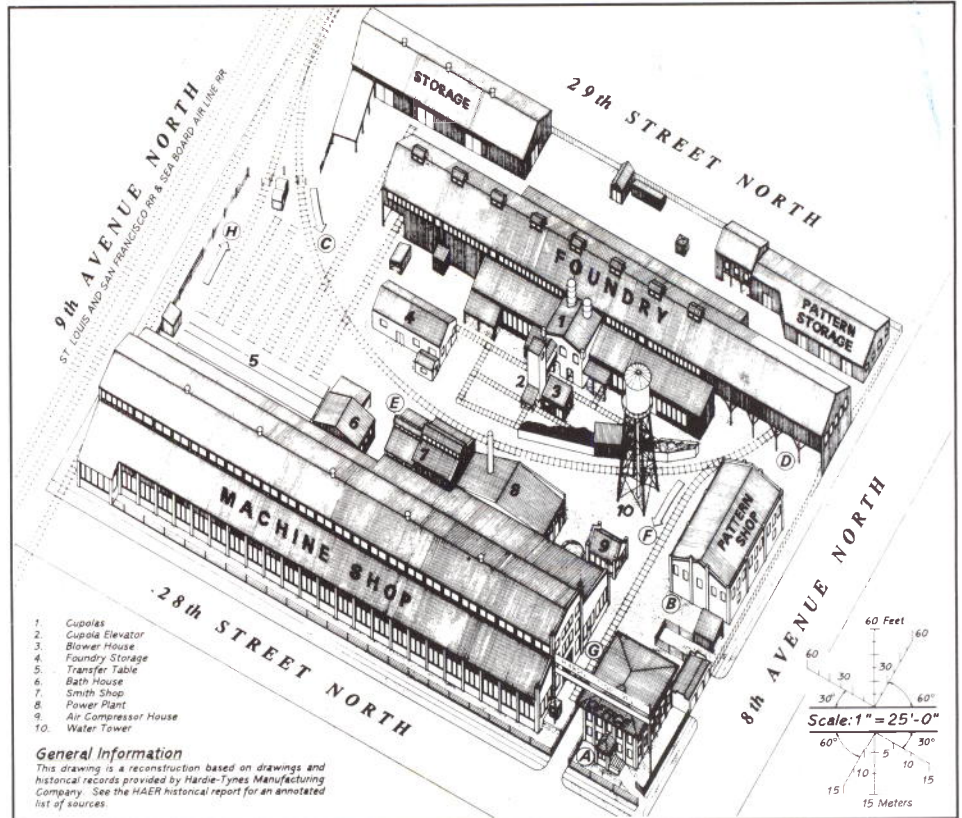 29th STREET NORTH
STORAGE
9th AVENUE NORTH
ST. LOUIS AND SAN FRANCISCO RR & SEA BOARD AIR LINE RR
H
C
FOUNDRY
PATTERN
STORAGE
1
4
2
3
5
6
E
7
8
10
D
F
9
PATTERN
SHOP
B
MACHINE SHOP
G
OFFICE
A
28th STREET NORTH
8th AVENUE NORTH
1. Cupolas
2. Cupola Elevator
3. Blower House
4. Foundry Storage
5. Transfer Table
6. Bath House
7. Smith Shop
8. Power Plant
9. Air Compressor House
10. Water Tower
General Information
This drawing is a reconstruction based on drawings and
historical records provided by Hardie-Tynes Manufacturing
Company. See the HAER historical report for an annotated
list of sources.
60 Feet
60
60
30
30
30
30°
60°
Scale: 1" = 25'-0"
60°
30°
5
5
10
10
10
15
15
15 Meters